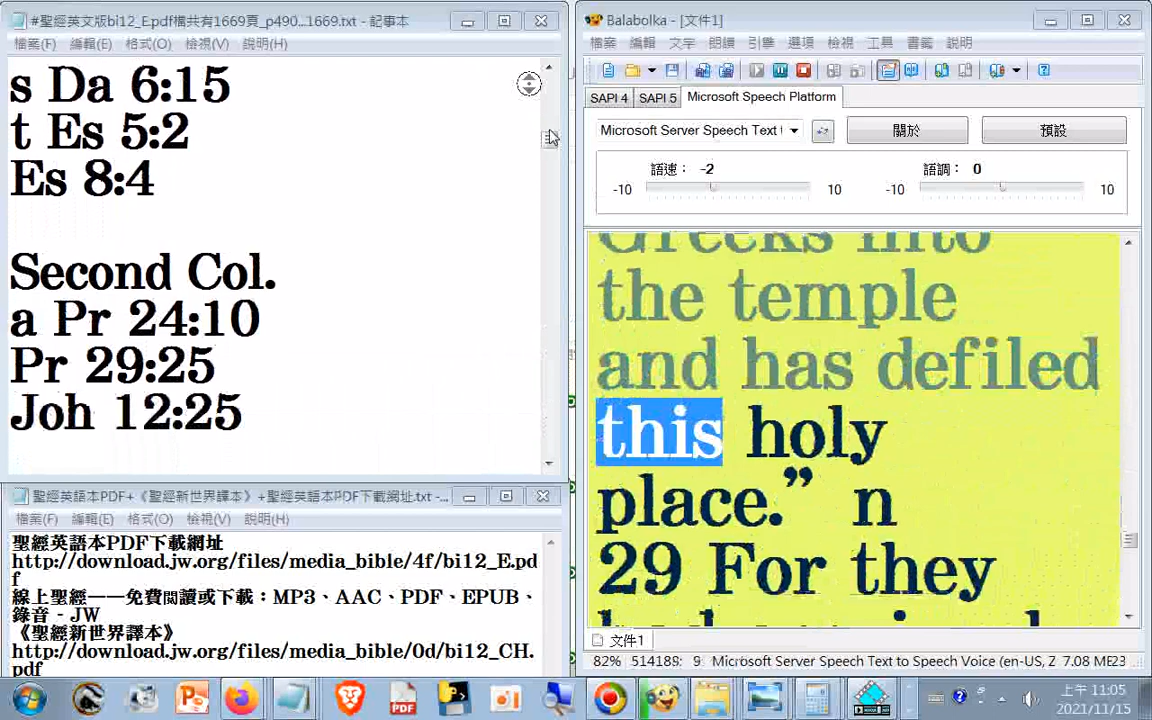 #聖經英文版bi12_E.pdf檔共有1669頁_p490...1669.txt - 記事本
檔案(F) 編輯(E) 格式(O) 檢視(V) 說明(H)
s Da 6:15
t Es 5:2
Es 8:4
Second Col.
a Pr 24:10
Pr 29:25
Joh 12:25
聖經英語本PDF+《聖經新世界譯本》+聖經英語本PDF下載網址.txt -...
檔案(F) 編輯(E) 格式(O) 檢視(V) 說明(H)
聖經英語本PDF下載網址
http://download.jw.org/files/media_bible/4f/bi12_E.pd
f
線上聖經——免費閱讀或下載：MP3、AAC、PDF、EPUB、
錄音 - JW
《聖經新世界譯本》
http://download.jw.org/files/media_bible/0d/bi12_CH.
pdf
Balabolka - [文件1]
檔案 編輯 文字 朗讀 引擎 選項 檢視 工具 書籤 說明
SAPI 4 SAPI 5 Microsoft Speech Platform
Microsoft Server Speech Text 關於 預設
語速： -2 語調： 0
-10 10 -10 10
Greeks into
the temple
and has defiled
this holy
place.” n
29 For they
文件1
82% 514189: 9 Microsoft Server Speech Text to Speech Voice (en-US, Z 7.08 ME23
上午 11:05
2021/11/15